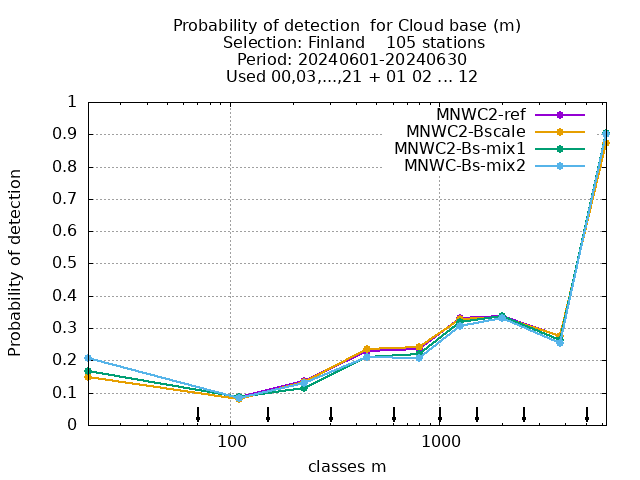 Probability of detection  for Cloud base (m)
Selection: Finland    105 stations
Period: 20240601-20240630
Used 00,03,...,21 + 01 02 ... 12
MNWC2-ref
MNWC2-Bscale
MNWC2-Bs-mix1
MNWC-Bs-mix2
Probability of detection
1
0.9
0.8
0.7
0.6
0.5
0.4
0.3
0.2
0.1
0
100 1000
classes m